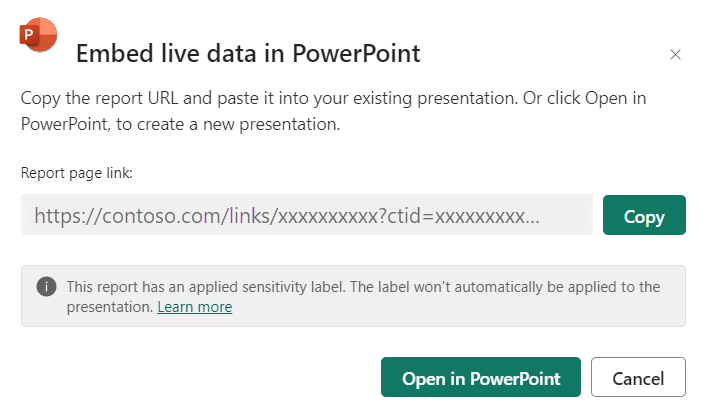 P
Embed live data in PowerPoint
Copy the report URL and paste it into your existing presentation. Or click Open in
PowerPoint, to create a new presentation.
Report page link:
https://contoso.com/links/xxxxxxxxxx?ctid=xxxxxxxxx...
Copy
This report has an applied sensitivity label. The label won't automatically be applied to the
presentation. Learn more
Open in PowerPoint
Cancel